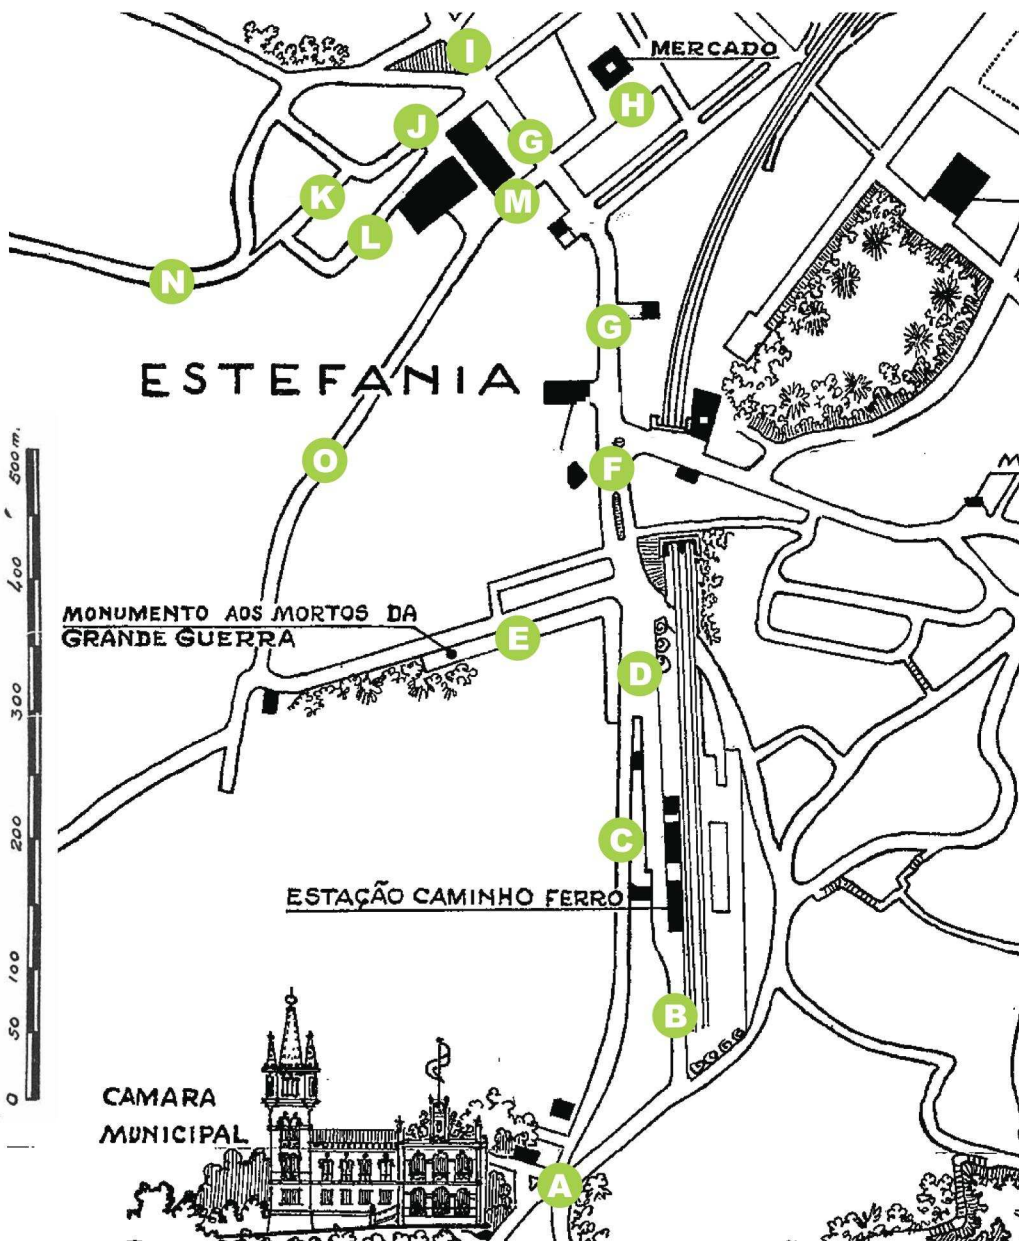 I
MERCADO
H
J
G
K
M
L
N
G
ESTEFANIA
O
F
M
500 m.
400
MONUMENTO AOS MORTOS DA
GRANDE GUERRA
E
D
300
200
C
ESTAÇÃO CAMINHO FERRO
100
B
50
0
CAMARA
MUNICIPAL
A